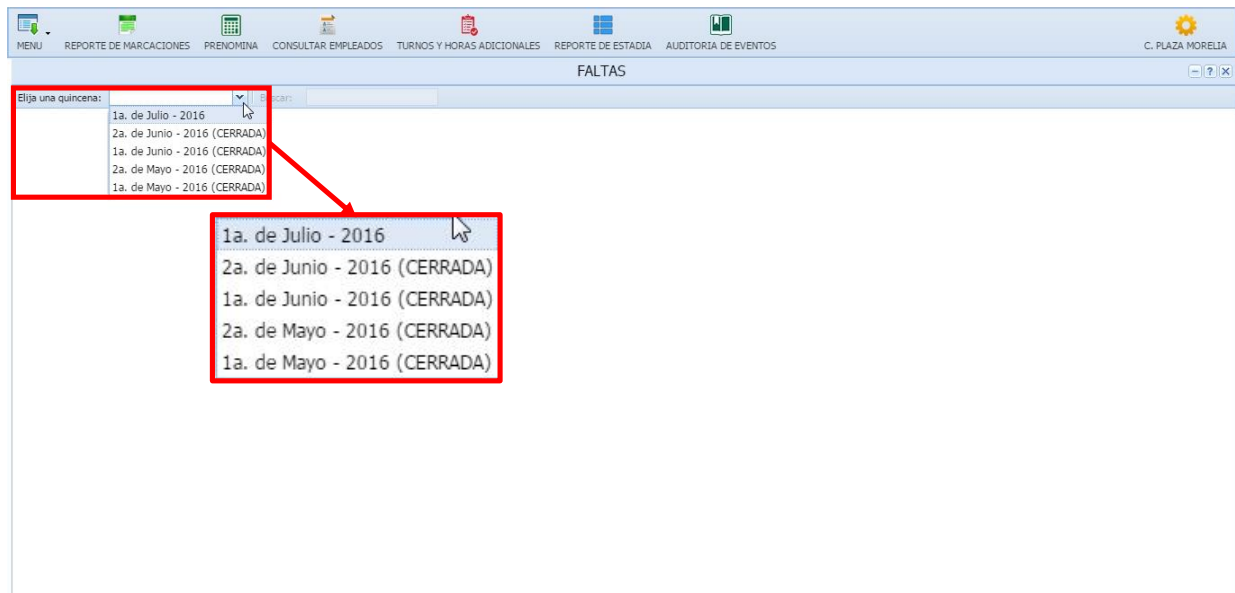 MENU REPORTE DE MARCACIONES PRENOMINA CONSULTAR EMPLEADOS TURNOS Y HORAS ADICIONALES REPORTE DE ESTADIA AUDITORIA DE EVENTOS C. PLAZA MORELIA
FALTAS
Elija una quincena: Buscar:
1a. de Julio - 2016
2a. de Junio - 2016 (CERRADA)
1a. de Junio - 2016 (CERRADA)
2a. de Mayo - 2016 (CERRADA)
1a. de Mayo - 2016 (CERRADA)
1a. de Julio - 2016
2a. de Junio - 2016 (CERRADA)
1a. de Junio - 2016 (CERRADA)
2a. de Mayo - 2016 (CERRADA)
1a. de Mayo - 2016 (CERRADA)